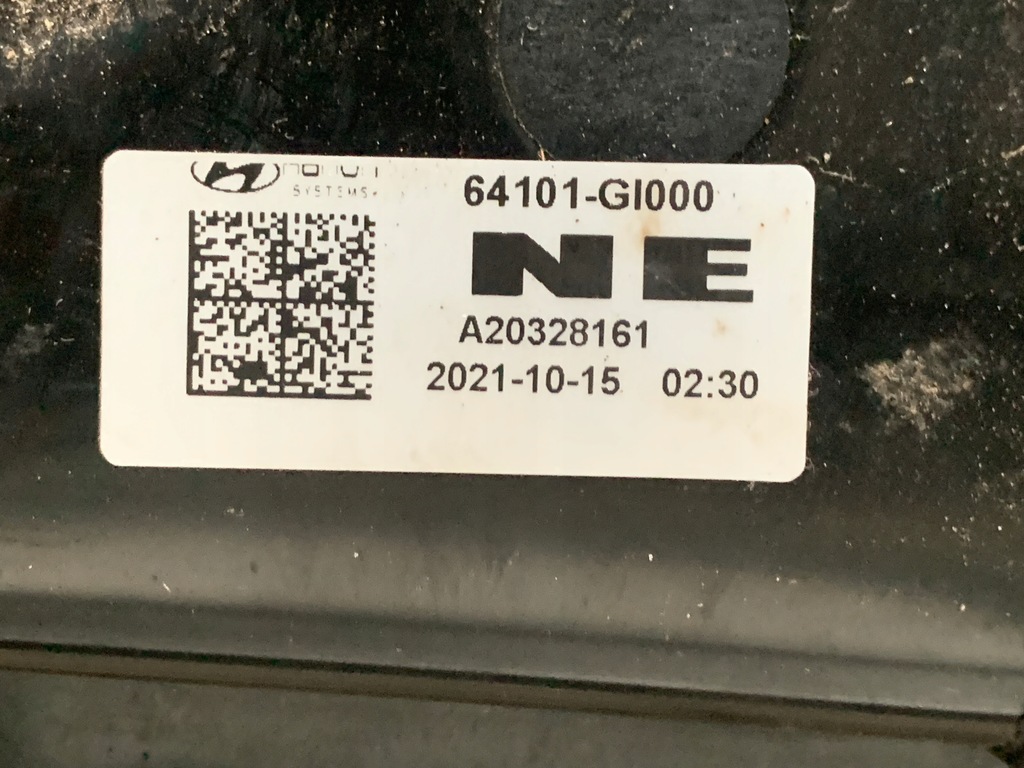 SYSTEMS
64101-GI000
NE
A20328161
2021-10-15 02:30